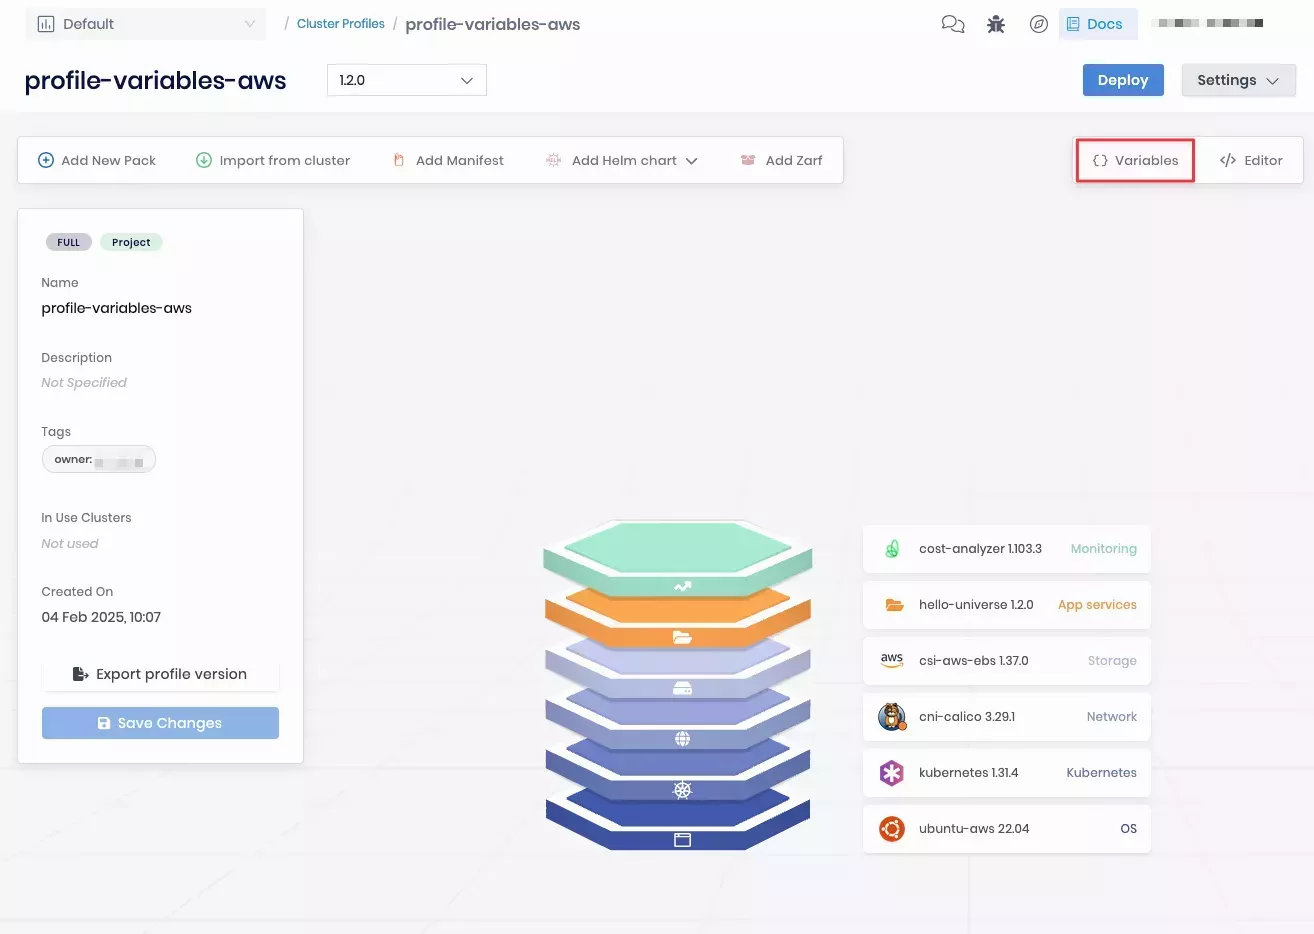 Default / Cluster Profiles / profile-variables-aws Docs
profile-variables-aws 1.2.0 Deploy Settings
Add New Pack Import from cluster Add Manifest Add Helm chart Add Zarf {} Variables </> Editor
FULL Project
Name
profile-variables-aws
Description
Not Specified
Tags
owner:
In Use Clusters
Not used
Created On
04 Feb 2025, 10:07
Export profile version
Save Changes
cost-analyzer 1.103.3 Monitoring
hello-universe 1.2.0 App services
aws csi-aws-ebs 1.37.0 Storage
cni-calico 3.29.1 Network
kubernetes 1.31.4 Kubernetes
ubuntu-aws 22.04 OS